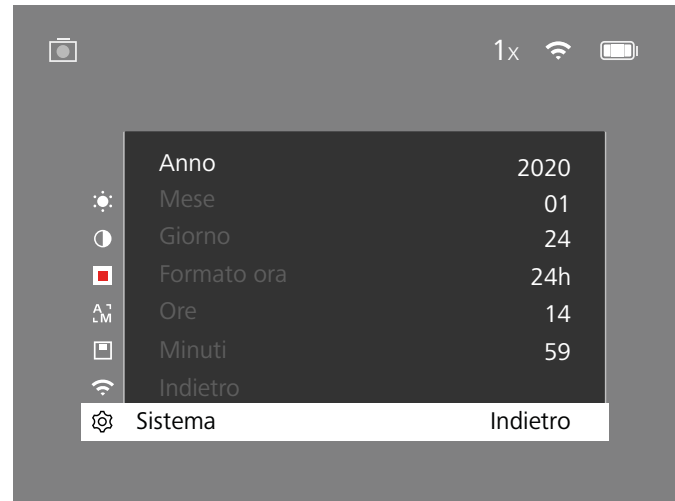 1x
Anno 2020
Mese 01
Giorno 24
Formato ora 24h
Ore 14
A M
Minuti 59
Indietro
Sistema Indietro